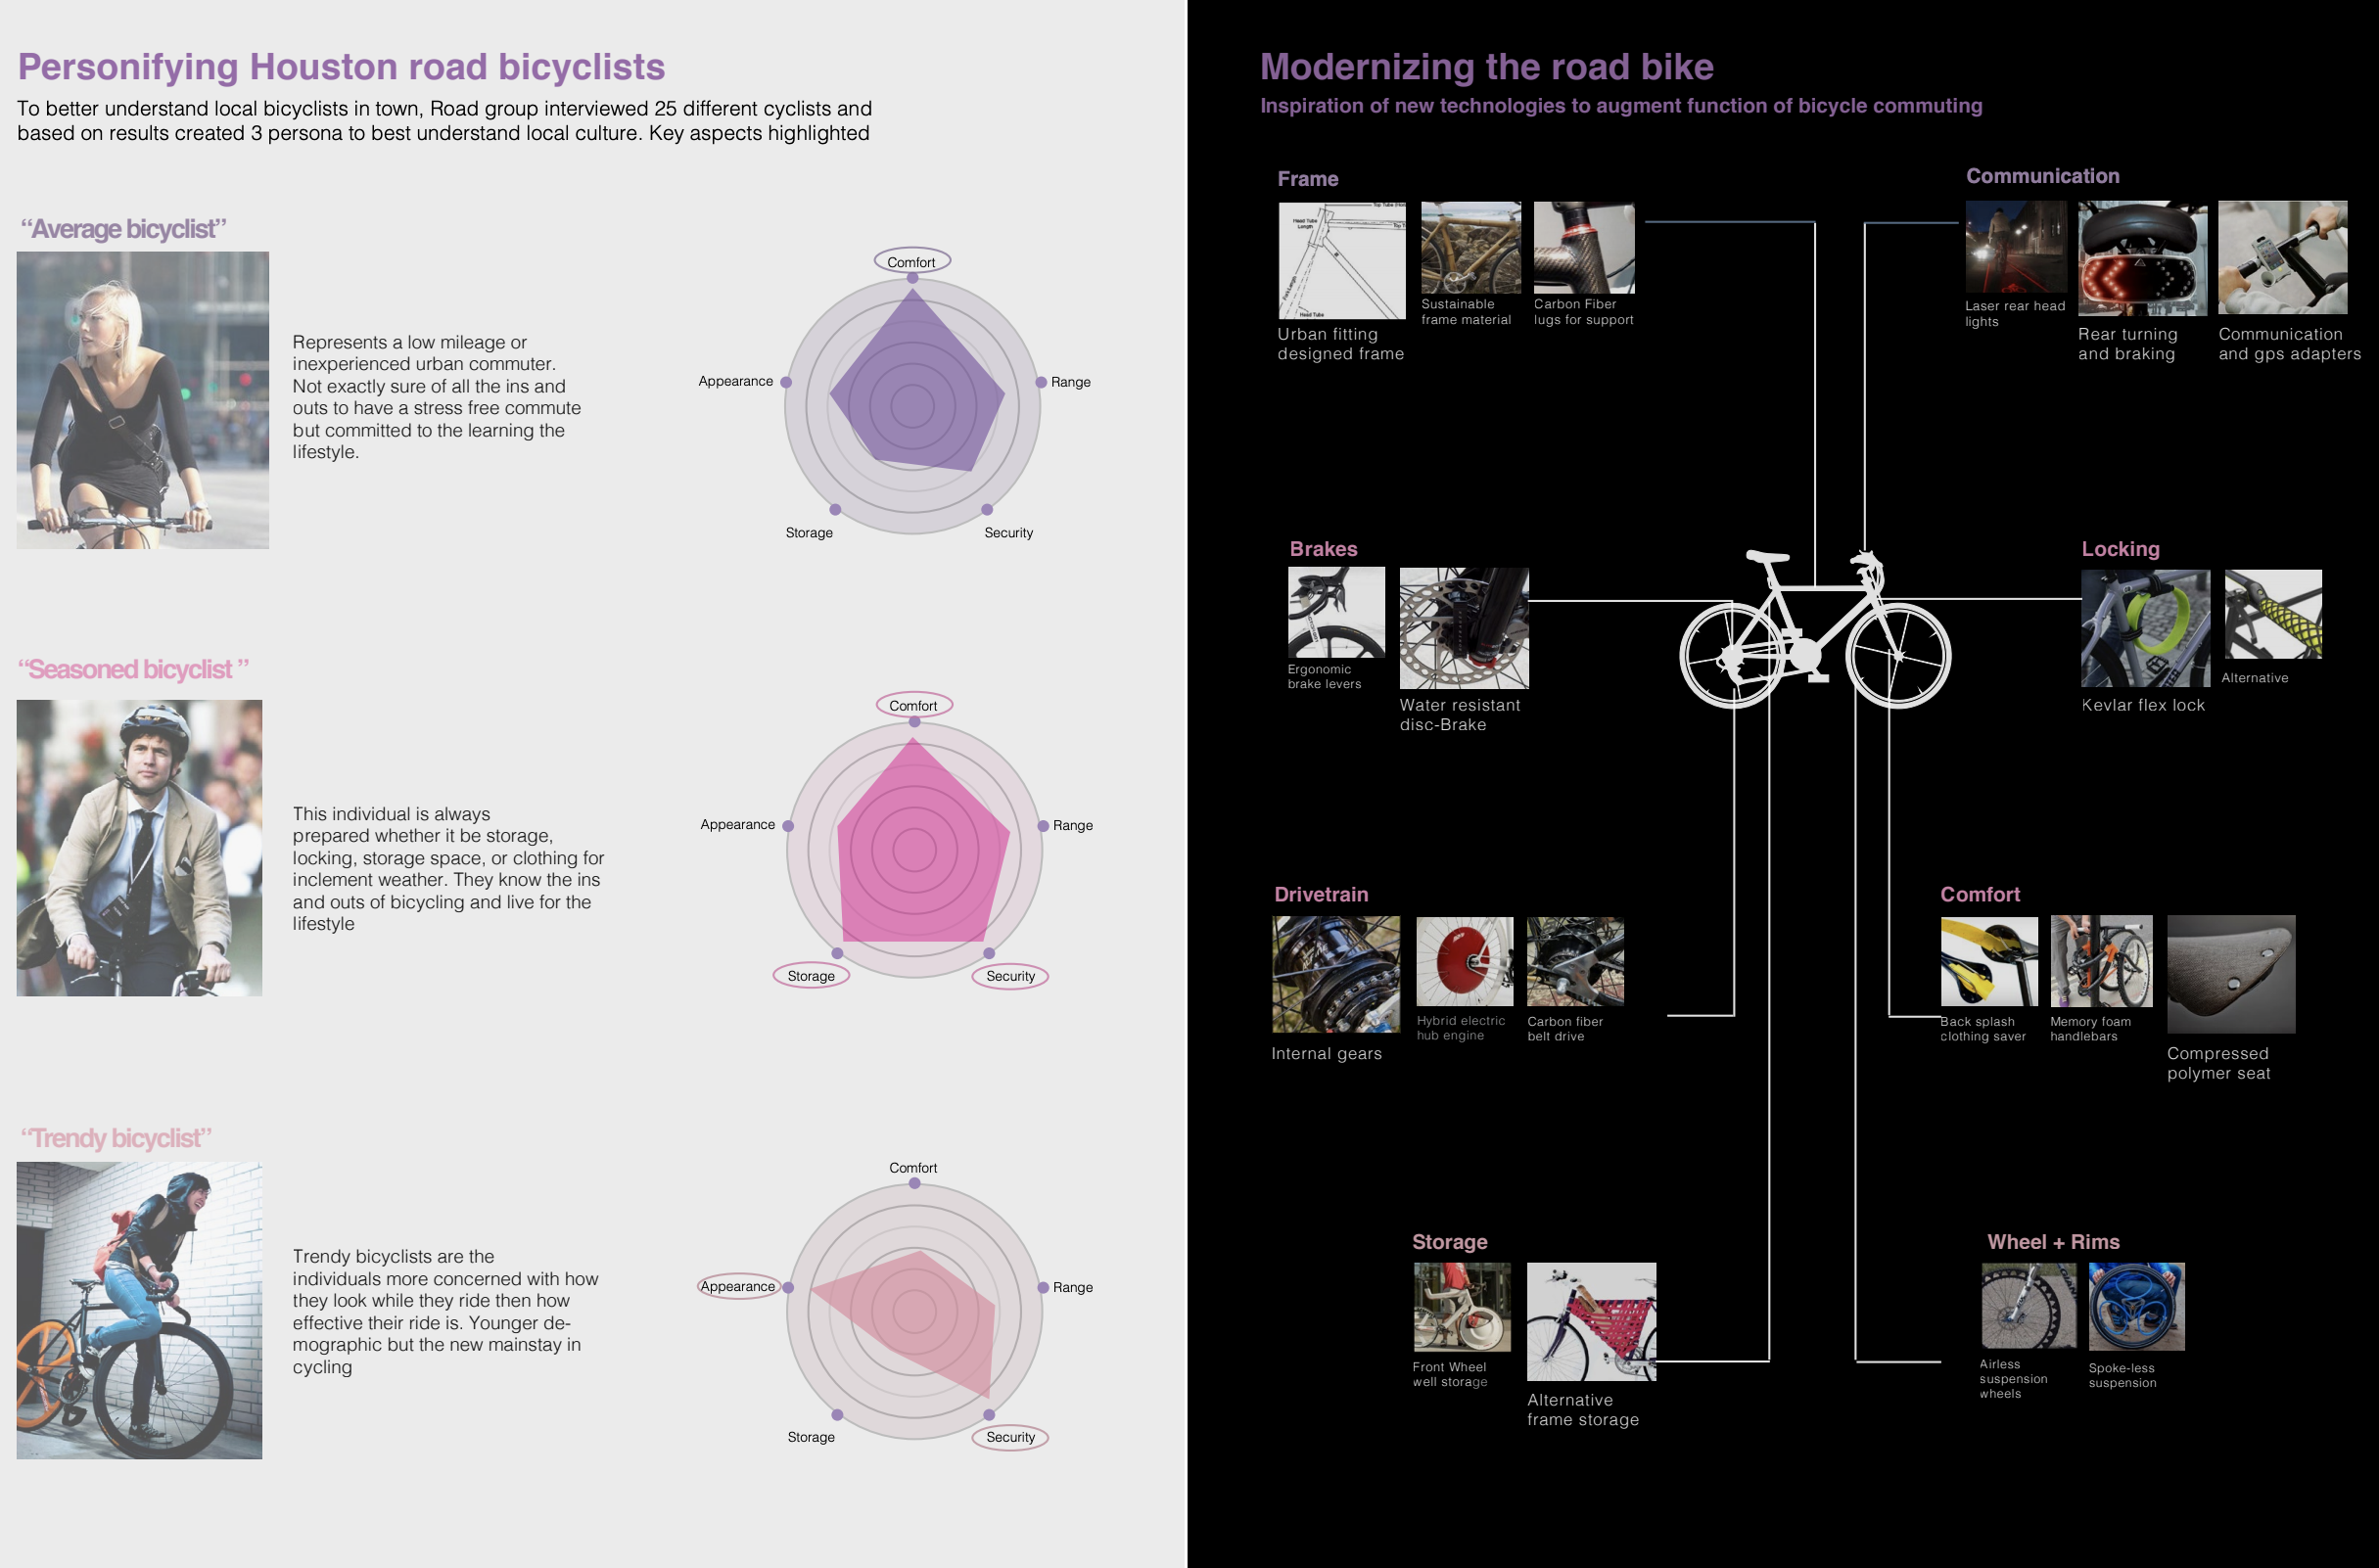 Personifying Houston road bicyclists
To better understand local bicyclists in town, Road group interviewed 25 different cyclists and
based on results created 3 persona to best understand local culture. Key aspects highlighted
“Average bicyclist”
Represents a low mileage or
inexperienced urban commuter.
Not exactly sure of all the ins and
outs to have a stress free commute
but committed to the learning the
lifestyle.
Comfort
Appearance
Range
Storage
Security
“Seasoned bicyclist ”
This individual is always
prepared whether it be storage,
locking, storage space, or clothing for
inclement weather. They know the ins
and outs of bicycling and live for the
lifestyle
Comfort
Appearance
Range
Storage
Security
“Trendy bicyclist”
Trendy bicyclists are the
individuals more concerned with how
they look while they ride then how
effective their ride is. Younger de-
mographic but the new mainstay in
cycling
Comfort
Appearance
Range
Storage
Security
Modernizing the road bike
Inspiration of new technologies to augment function of bicycle commuting
Frame
Head Tube
Length
Head Tube
Urban fitting
designed frame
Sustainable
frame material
Carbon Fiber
lugs for support
Communication
Laser rear head
lights
Rear turning
and braking
Communication
and gps adapters
Brakes
Ergonomic
brake levers
Water resistant
disc-Brake
Locking
Kevlar flex lock
Alternative
Drivetrain
Internal gears
Hybrid electric
hub engine
Carbon fiber
belt drive
Comfort
Back splash
clothing saver
Memory foam
handlebars
Compressed
polymer seat
Storage
Front Wheel
well storage
Alternative
frame storage
Wheel + Rims
Airless
suspension
wheels
Spoke-less
suspension